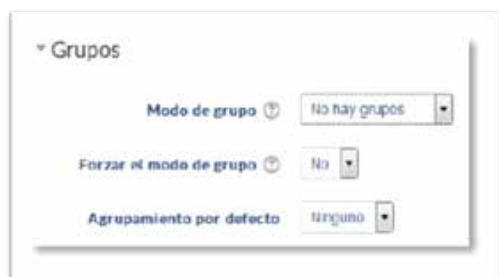 Grupos
Modo de grupo No hay grupos
Forzar el modo de grupo No
Agrupamiento por defecto Ninguno